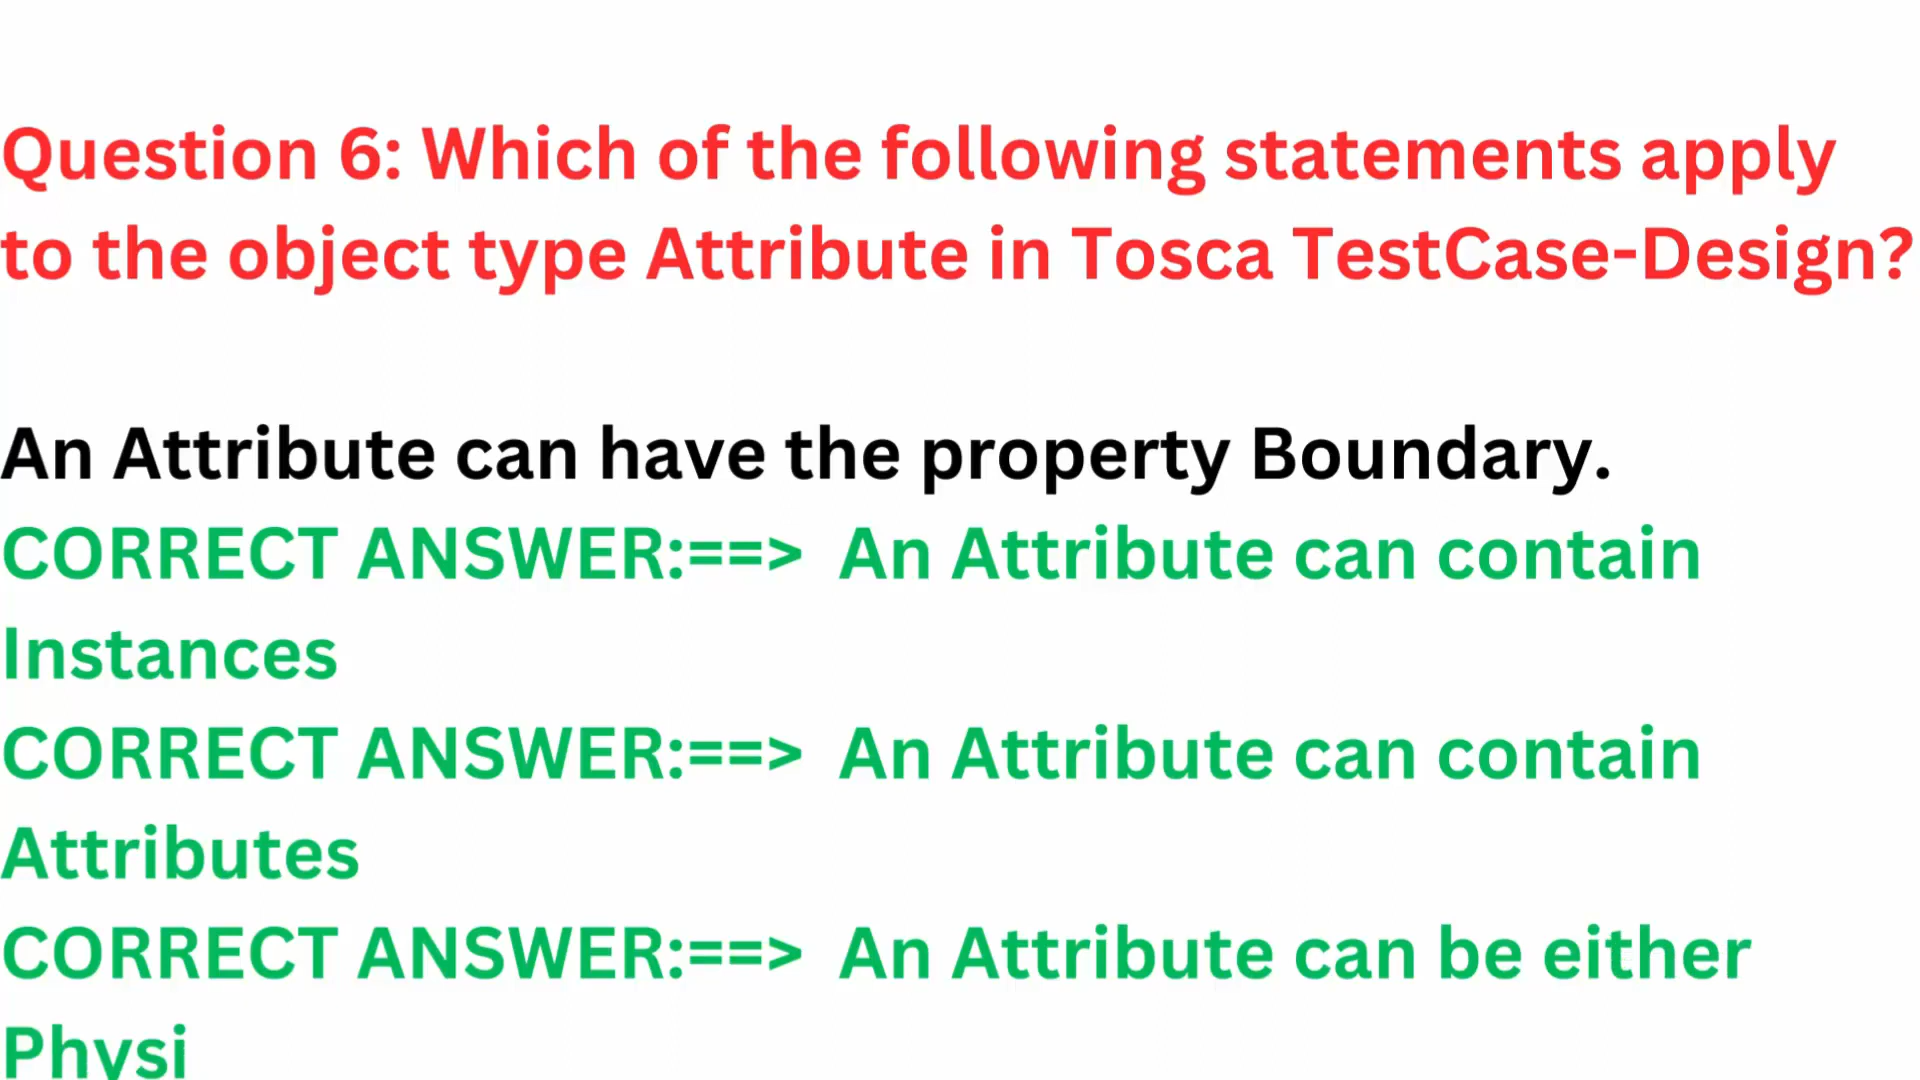 Question 6: Which of the following statements apply
to the object type Attribute in Tosca TestCase-Design?
An Attribute can have the property Boundary.
CORRECT ANSWER:==> An Attribute can contain
Instances
CORRECT ANSWER:==> An Attribute can contain
Attributes
CORRECT ANSWER:==> An Attribute can be either
Physi